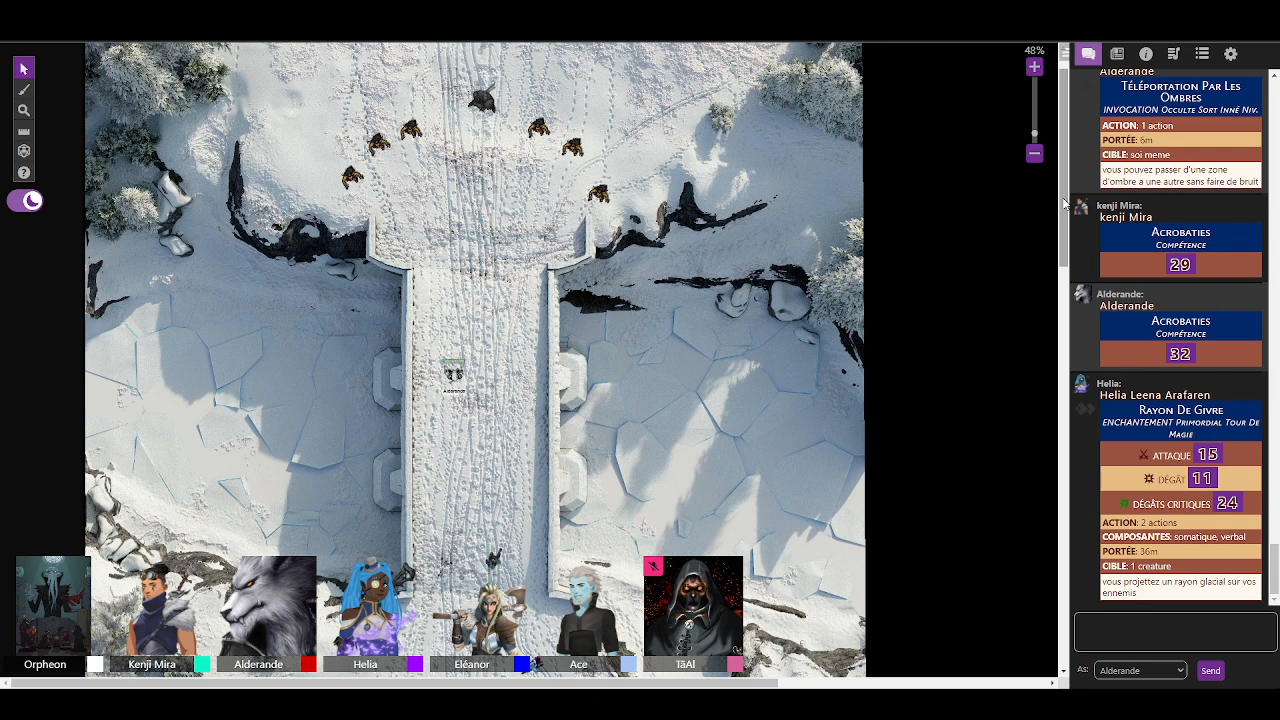 48%
Alderande
TÉLÉPORTATION PAR LES
OMBRES
INVOCATION OCCULTE SORT INNÉ NIV.
ACTION: 1 action
PORTÉE: 6m
CIBLE: soi meme
vous pouvez passer d'une zone
d'ombre a une autre sans faire de bruit
kenji Mira:
kenji Mira
ACROBATIES
COMPÉTENCE
29
Alderande:
Alderande
ACROBATIES
COMPÉTENCE
32
Helia:
Helia Leena Arafaren
RAYON DE GIVRE
ENCHANTEMENT PRIMORDIAL TOUR DE
MAGIE
ATTAQUE 15
DÉGÂT 11
DÉGÂTS CRITIQUES 24
ACTION: 2 actions
COMPOSANTES: somatique, verbal
PORTÉE: 36m
CIBLE: 1 creature
vous projettez un rayon glacial sur vos
ennemis
As: Alderande Send
Orpheon Kenji Mira Alderande Helia Eléanor Ace TāAl